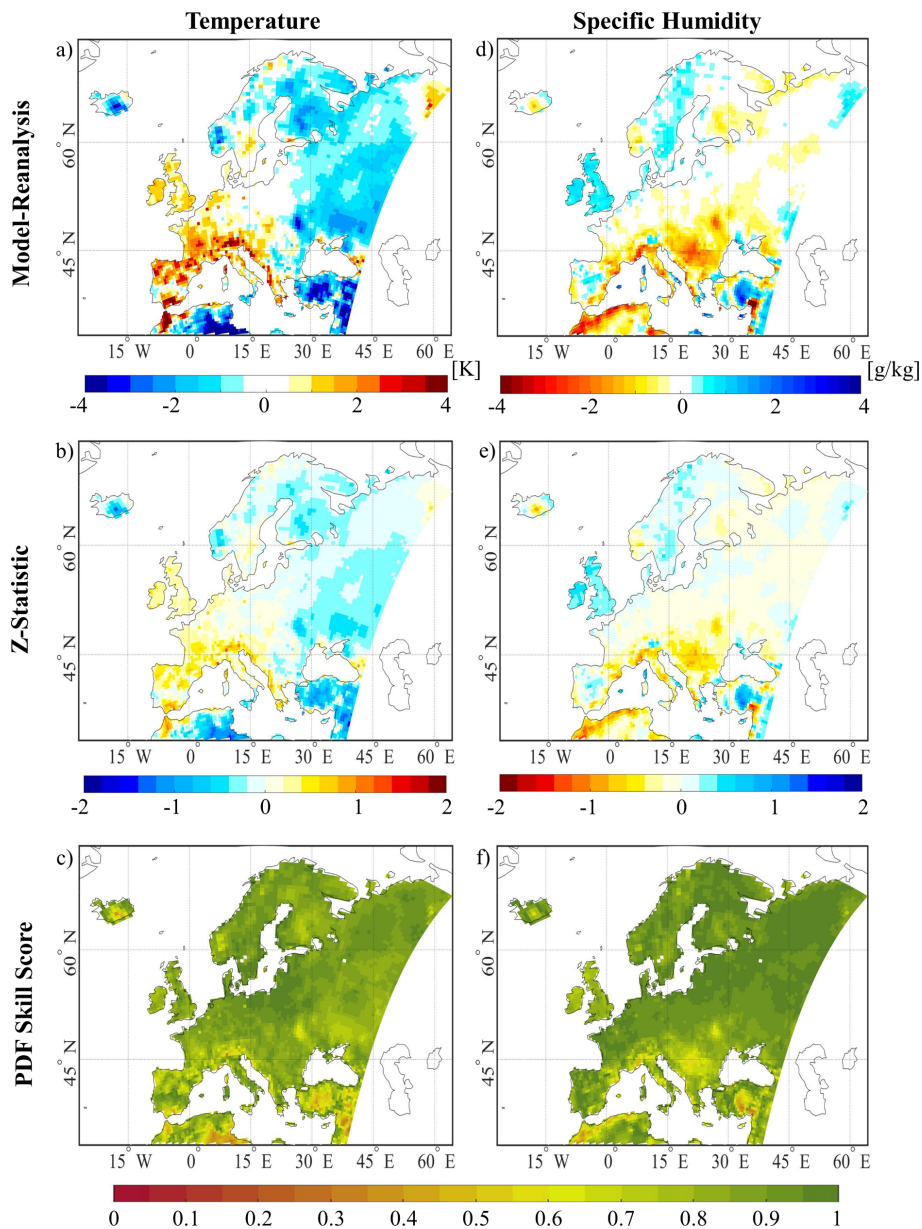 Temperature
Specific Humidity
Model-Reanalysis
a)
d)
60° N
45° N
60° N
45° N
15° W 0° 15° E 30° E 45° E 60° E
15° W 0° 15° E 30° E 45° E 60° E
[K]
[g/kg]
-4 -2 0 2 4
-4 -2 0 2 4
Z-Statistic
b)
e)
60° N
45° N
60° N
45° N
15° W 0° 15° E 30° E 45° E 60° E
15° W 0° 15° E 30° E 45° E 60° E
-2 -1 0 1 2
-2 -1 0 1 2
PDF Skill Score
c)
f)
60° N
45° N
60° N
45° N
15° W 0° 15° E 30° E 45° E 60° E
15° W 0° 15° E 30° E 45° E 60° E
0 0.1 0.2 0.3 0.4 0.5 0.6 0.7 0.8 0.9 1